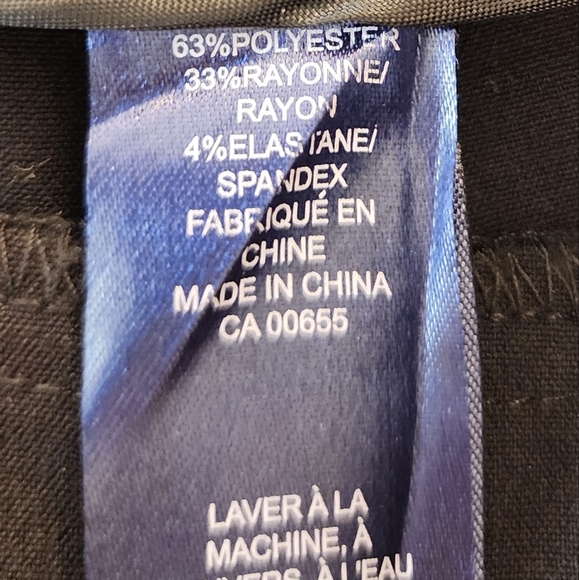 63%POLYESTER
33%RAYONNE/
RAYON
4%ELASTANE/
SPANDEX
FABRIQUÉ EN
CHINE
MADE IN CHINA
CA 00655
LAVER À LA
MACHINE, À
L'EAU